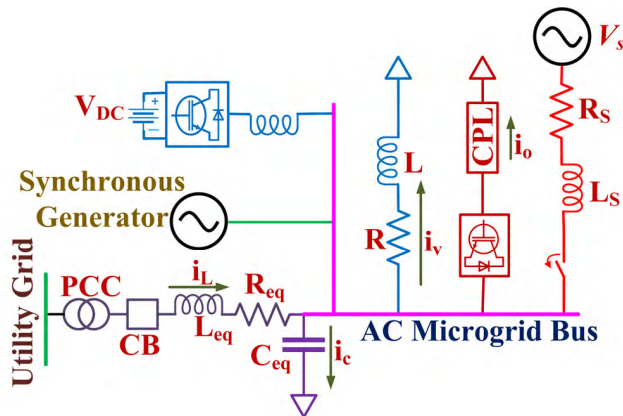 V_s
V_DC
R_S
CPL
i_o
L
L_S
Synchronous
Generator
R
i_v
Utility Grid
PCC
i_L
R_eq
CB
L_eq
C_eq
i_c
AC Microgrid Bus